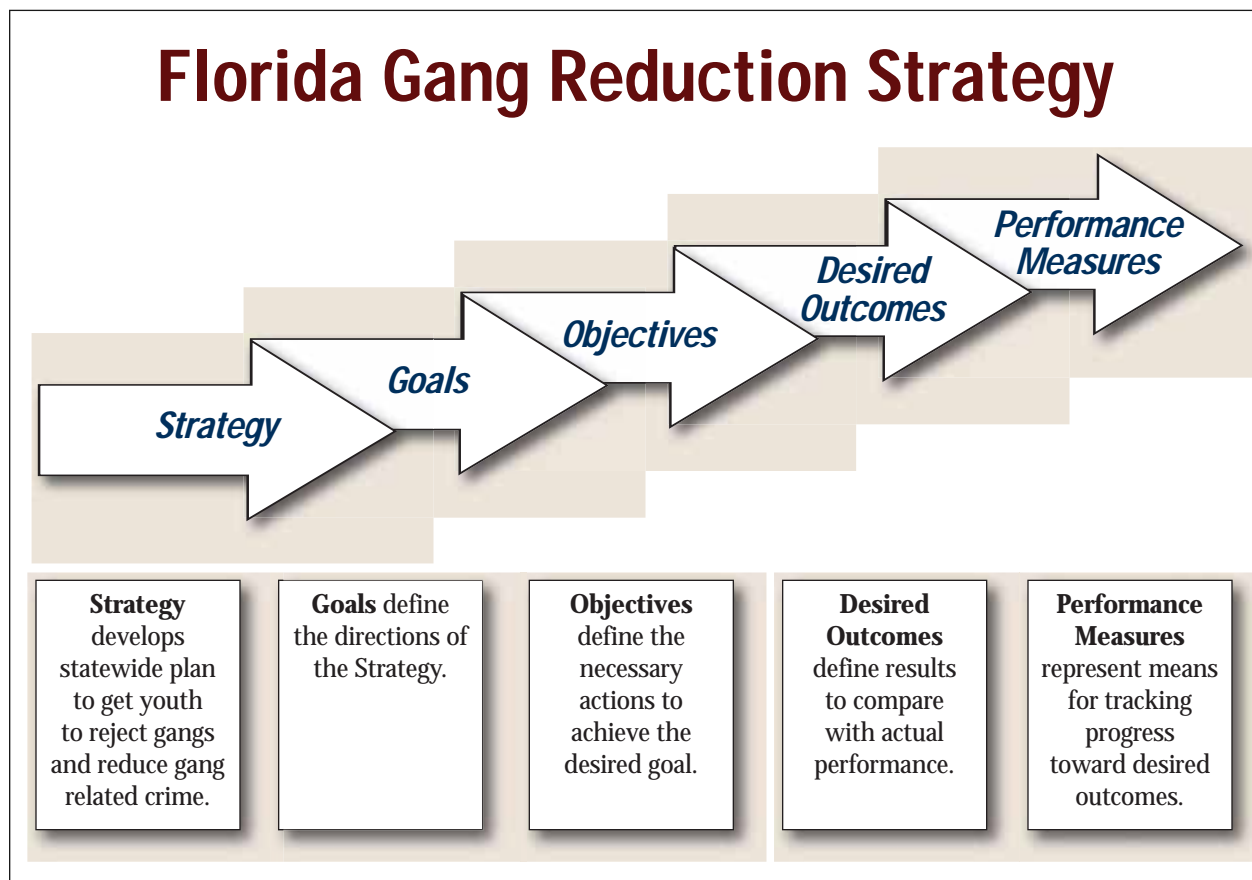 Florida Gang Reduction Strategy
Strategy
Goals
Objectives
Desired
Outcomes
Performance
Measures
Strategy
develops
statewide plan
to get youth
to reject gangs
and reduce gang
related crime.
Goals define
the directions of
the Strategy.
Objectives
define the
necessary
actions to
achieve the
desired goal.
Desired
Outcomes
define results
to compare
with actual
performance.
Performance
Measures
represent means
for tracking
progress
toward desired
outcomes.